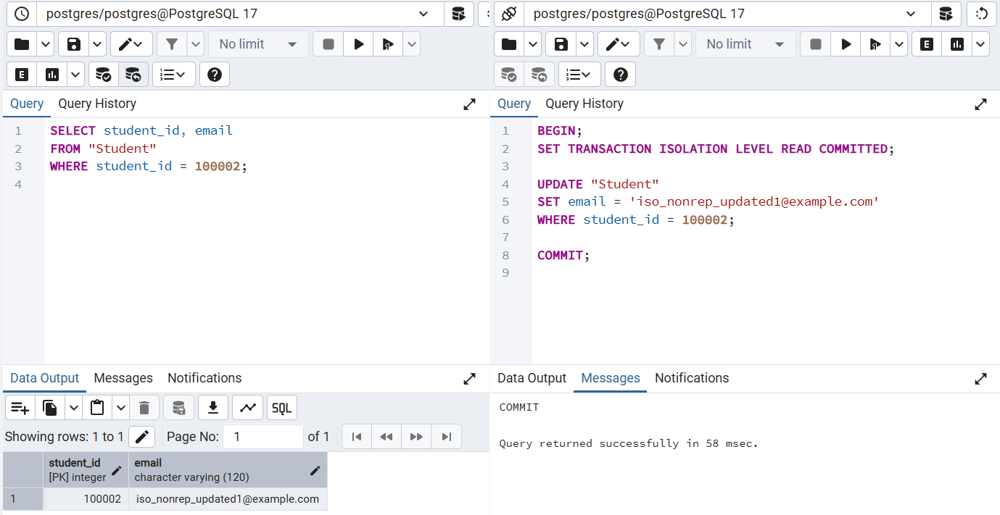 postgres/postgres@PostgreSQL 17
No limit
E
Query Query History
1 SELECT student_id, email
2 FROM "Student"
3 WHERE student_id = 100002;
4
Data Output Messages Notifications
SQL
Showing rows: 1 to 1 Page No: 1 of 1
student_id email
[PK] integer character varying (120)
1 100002 iso_nonrep_updated1@example.com
postgres/postgres@PostgreSQL 17
No limit
E
Query Query History
1 BEGIN;
2 SET TRANSACTION ISOLATION LEVEL READ COMMITTED;
3
4 UPDATE "Student"
5 SET email = 'iso_nonrep_updated1@example.com'
6 WHERE student_id = 100002;
7
8 COMMIT;
9
Data Output Messages Notifications
COMMIT
Query returned successfully in 58 msec.